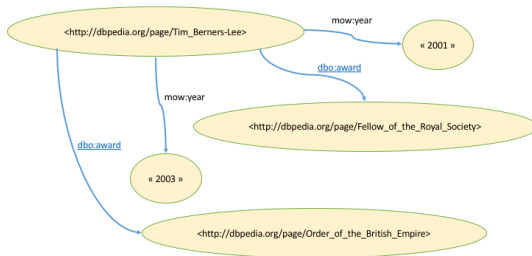 <http://dbpedia.org/page/Tim_Berners-Lee>
mow:year
« 2001 »
dbo:award
mow:year
<http://dbpedia.org/page/Fellow_of_the_Royal_Society>
dbo:award
« 2003 »
<http://dbpedia.org/page/Order_of_the_British_Empire>